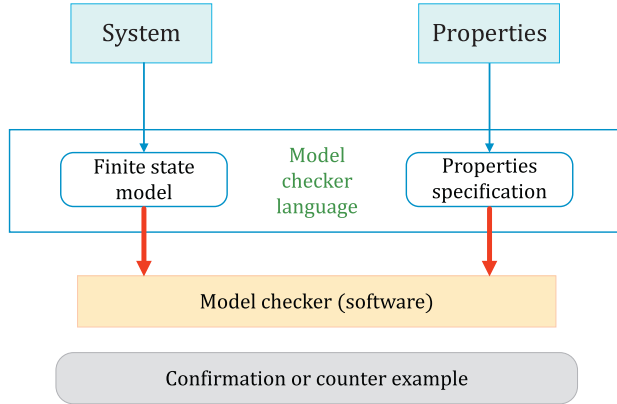 System
Properties
Finite state
model
Model
checker
language
Properties
specification
Model checker (software)
Confirmation or counter example